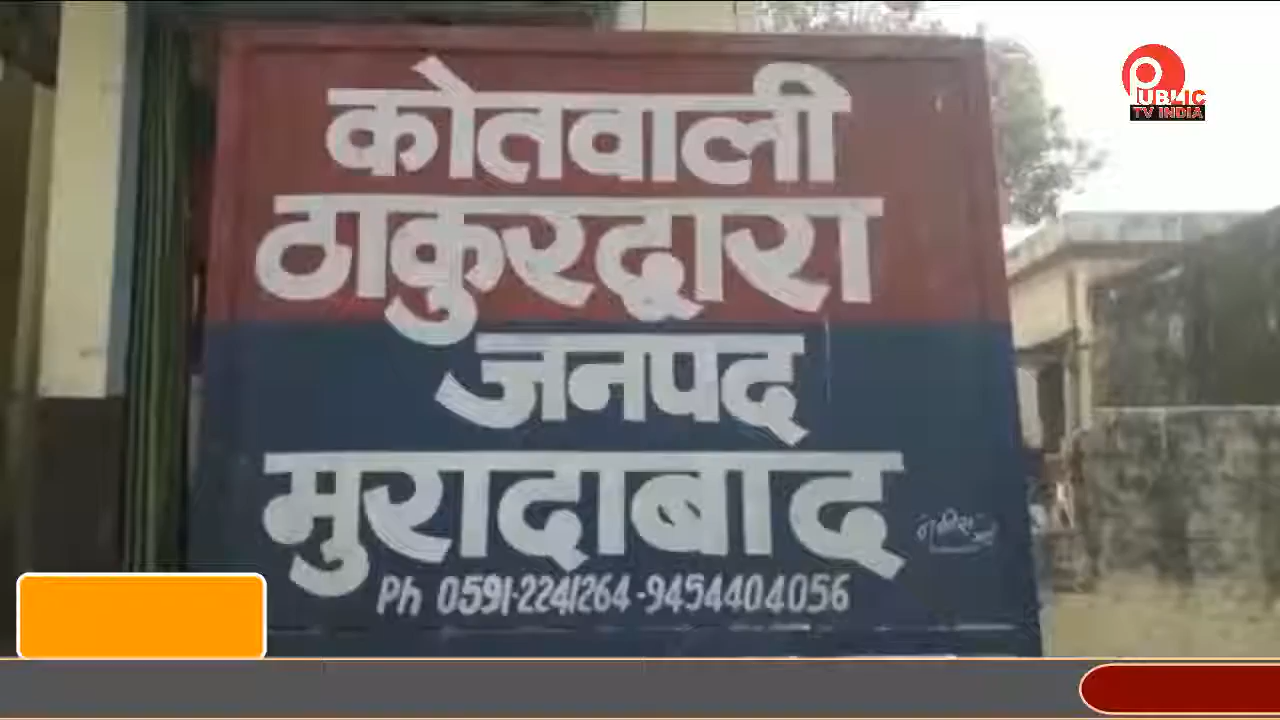 कोतवाली
ठाकुरद्वारा
जनपद
मुरादाबाद
Ph 0591-2241264-9454404056
PUBLIC
TV INDIA